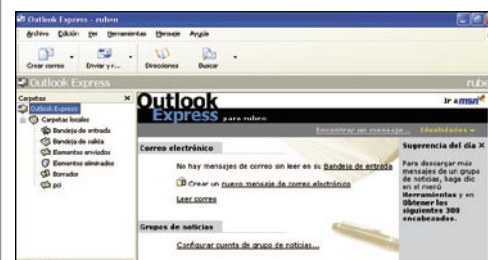 Outlook Express - ruben
Archivo Edición Ver Herramientas Mensaje Ayuda
Crear correo Enviar y r... Direcciones Buscar
Outlook Express rube
Carpetas
Outlook Express
Carpetas locales
Bandeja de entrada
Bandeja de salida
Elementos enviados
Elementos eliminados
Borrador
pci
Outlook
Express para ruben
Ir a msn
Encontrar un mensaje... Identidades
Correo electrónico
No hay mensajes de correo sin leer en su Bandeja de entrada
Crear un nuevo mensaje de correo electrónico
Leer correo
Grupos de noticias
Configurar cuenta de grupo de noticias...
Sugerencia del día
Para descargar más
mensajes de un grupo
de noticias, haga clic
en el menú
Herramientas y en
Obtener los
siguientes 300
encabezados.